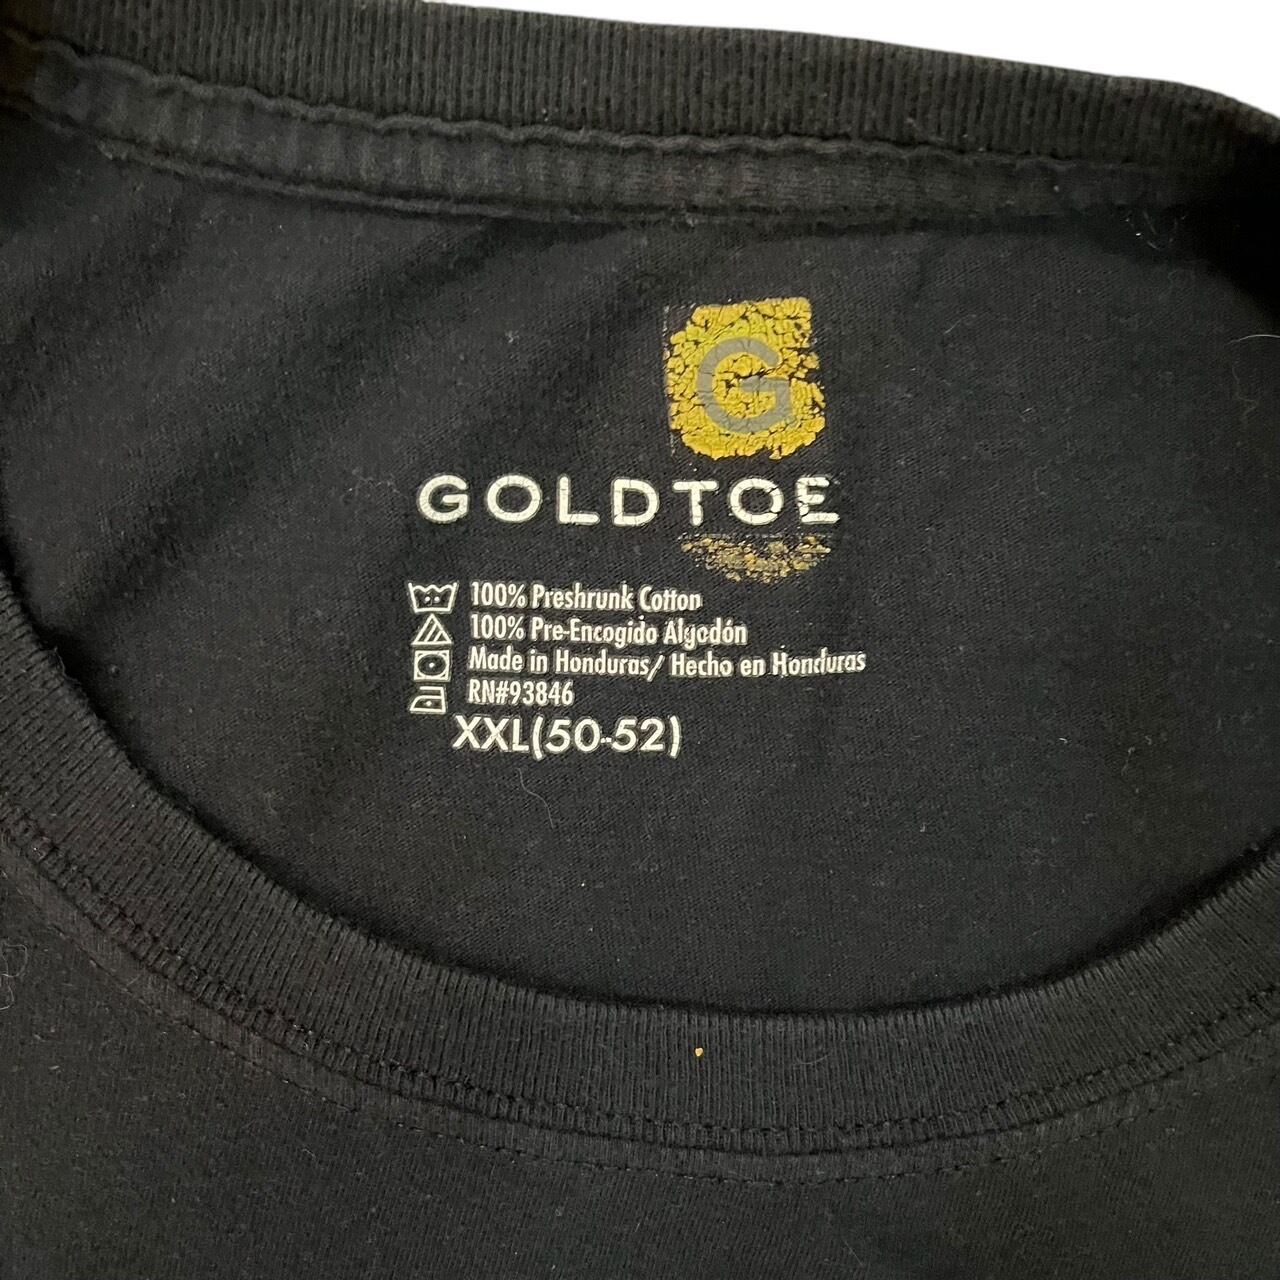 G
GOLDTOE
100% Preshrunk Cotton
100% Pre-Encogido Algodón
Made in Honduras/ Hecho en Honduras
RN#93846
XXL(50-52)